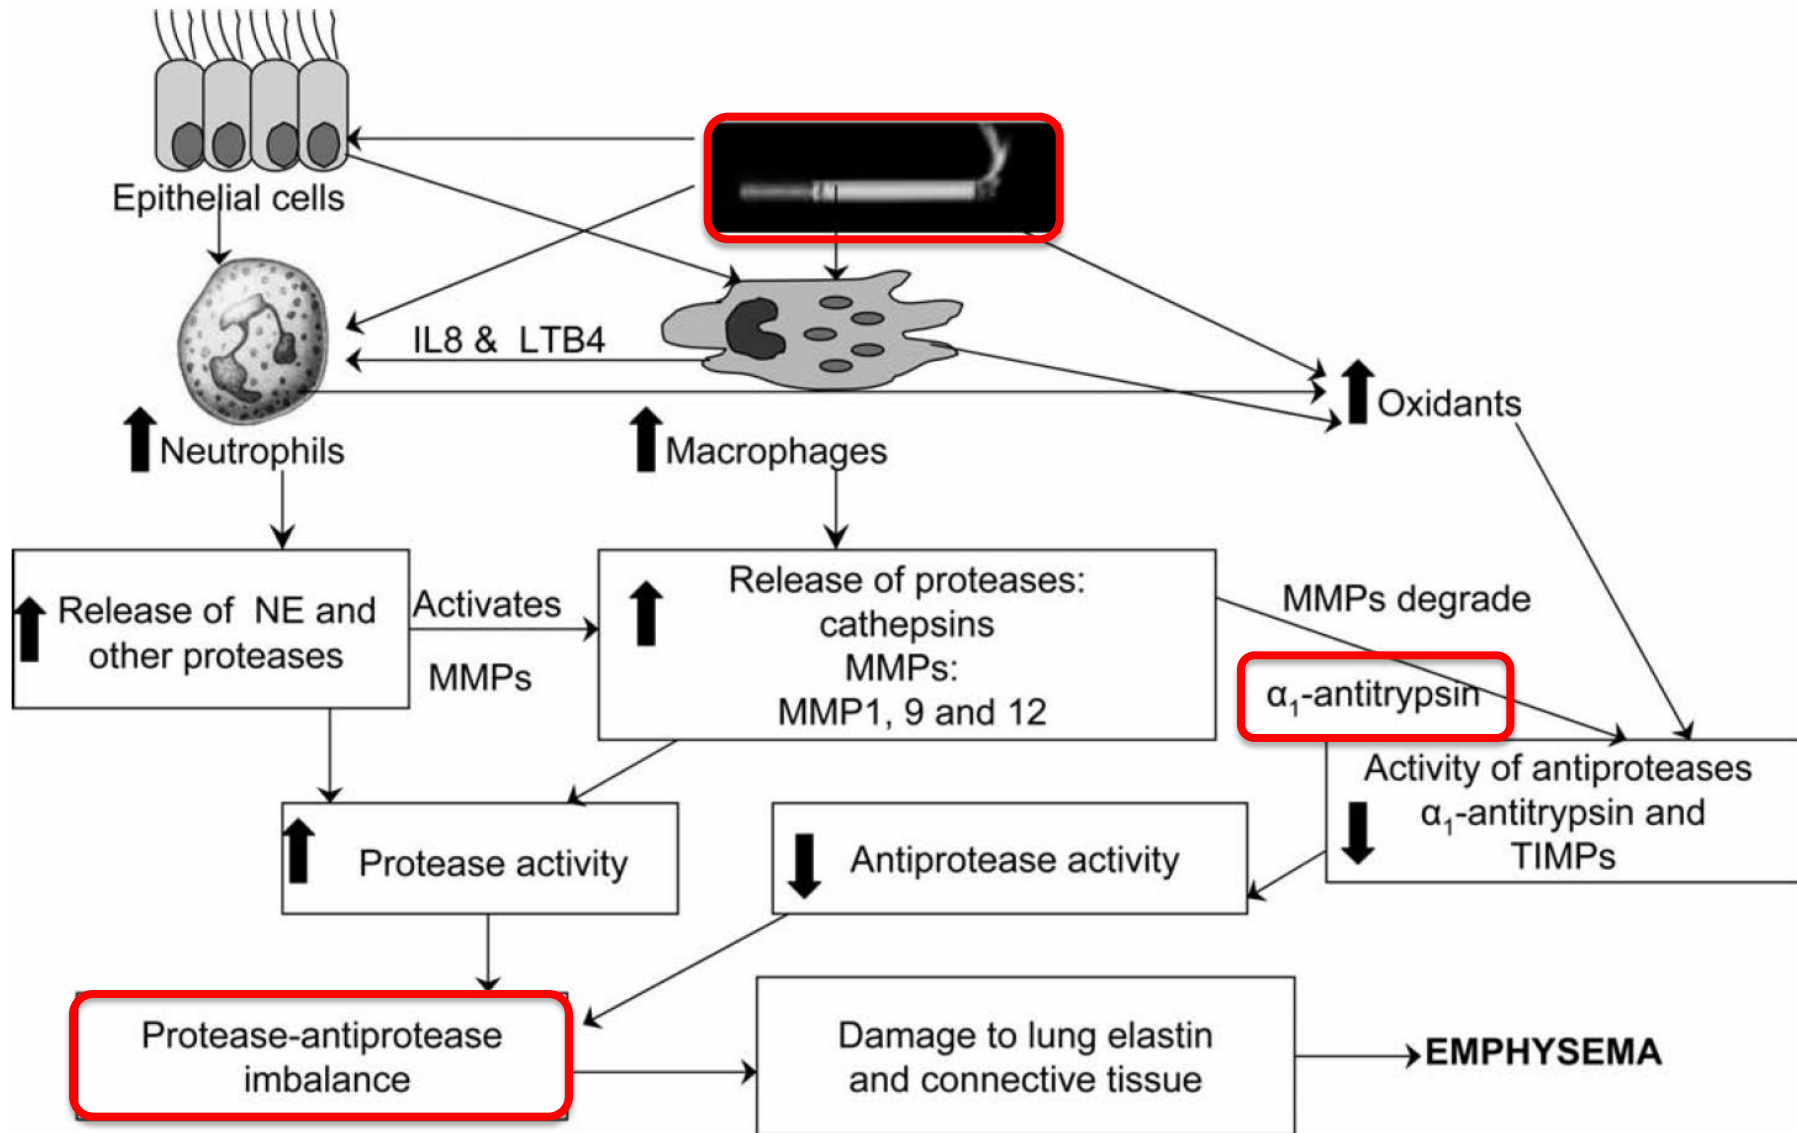 Epithelial cells
IL8 & LTB4
Oxidants
Neutrophils
Macrophages
Release of NE and
other proteases
Activates
MMPs
Release of proteases:
cathepsins
MMPs:
MMP1, 9 and 12
MMPs degrade
α₁-antitrypsin
Activity of antiproteases
α₁-antitrypsin and
TIMPs
Protease activity
Antiprotease activity
Protease-antiprotease
imbalance
Damage to lung elastin
and connective tissue
EMPHYSEMA